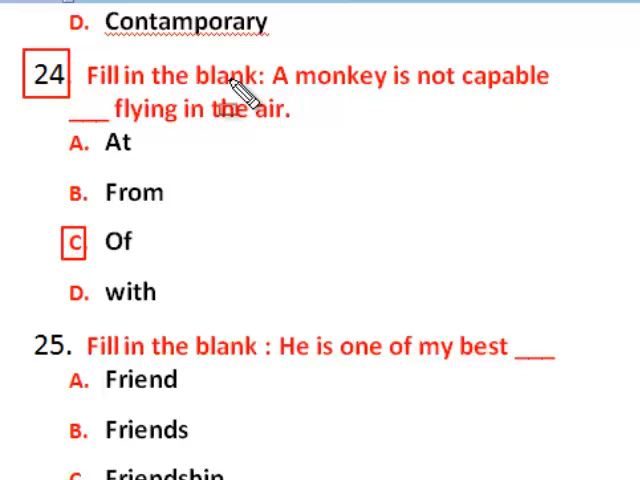 D. Contamporary
24. Fill in the blank: A monkey is not capable
___ flying in the air.
A. At
B. From
C. Of
D. with
25. Fill in the blank : He is one of my best ___
A. Friend
B. Friends
C. Friendship